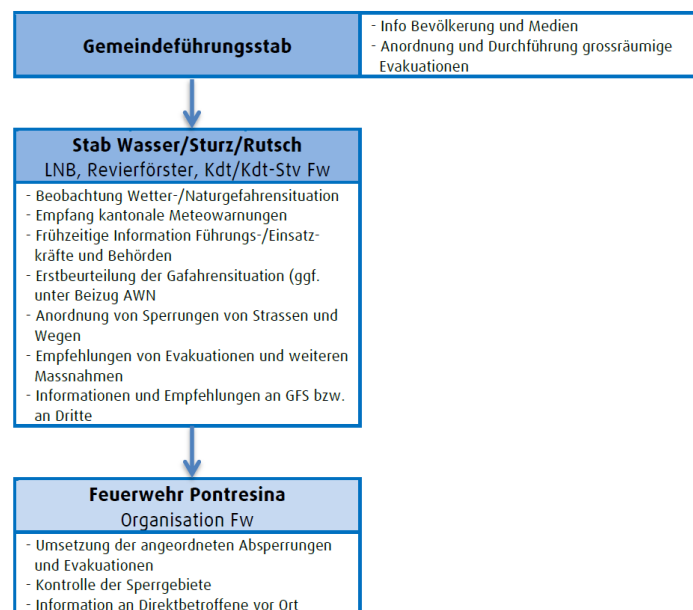 Gemeindeführungsstab
- Info Bevölkerung und Medien
- Anordnung und Durchführung grossräumige
Evakuationen
Stab Wasser/Sturz/Rutsch
LNB, Revierförster, Kdt/Kdt-Stv Fw
- Beobachtung Wetter-/Naturgefahrensituation
- Empfang kantonale Meteowarnungen
- Frühzeitige Information Führungs-/Einsatz-
kräfte und Behörden
- Erstbeurteilung der Gafahrensituation (ggf.
unter Beizug AWN
- Anordnung von Sperrungen von Strassen und
Wegen
- Empfehlungen von Evakuationen und weiteren
Massnahmen
- Informationen und Empfehlungen an GFS bzw.
an Dritte
Feuerwehr Pontresina
Organisation Fw
- Umsetzung der angeordneten Absperrungen
und Evakuationen
- Kontrolle der Sperrgebiete
- Information an Direktbetroffene vor Ort